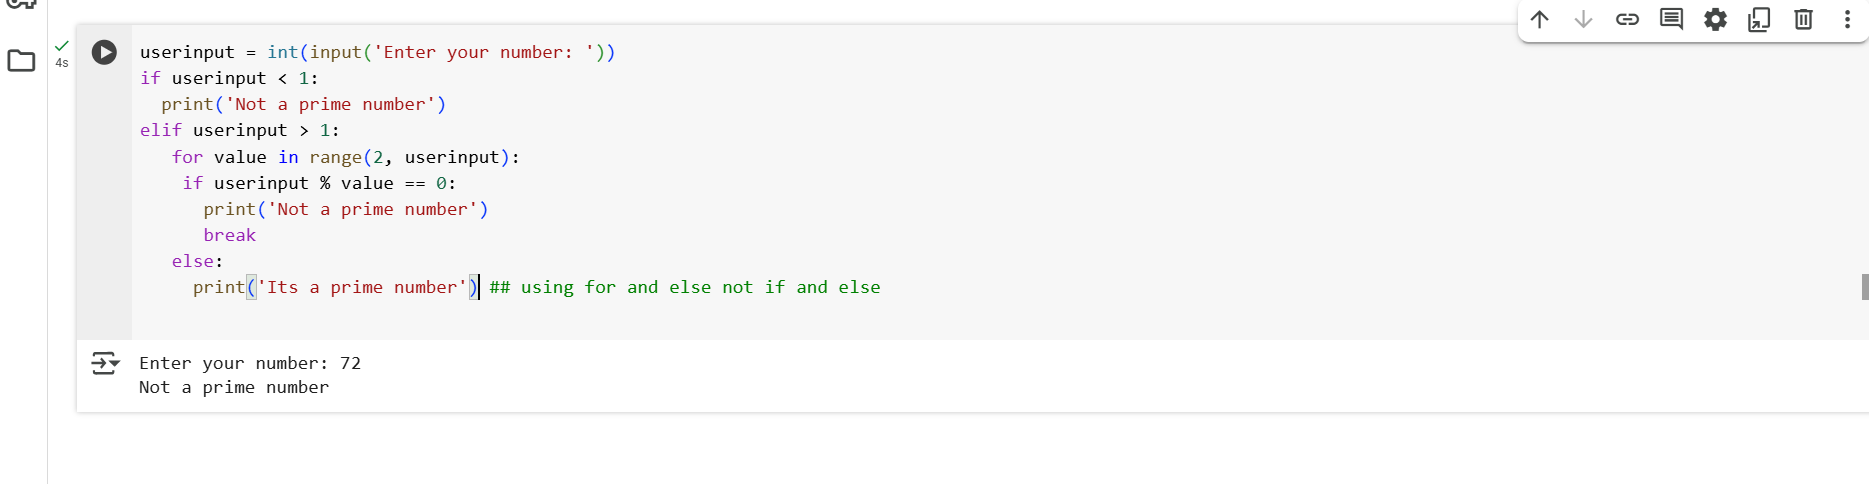 4s
userinput = int(input('Enter your number: '))
if userinput < 1:
  print('Not a prime number')
elif userinput > 1:
   for value in range(2, userinput):
    if userinput % value == 0:
      print('Not a prime number')
      break
   else:
     print('Its a prime number') ## using for and else not if and else
Enter your number: 72
Not a prime number